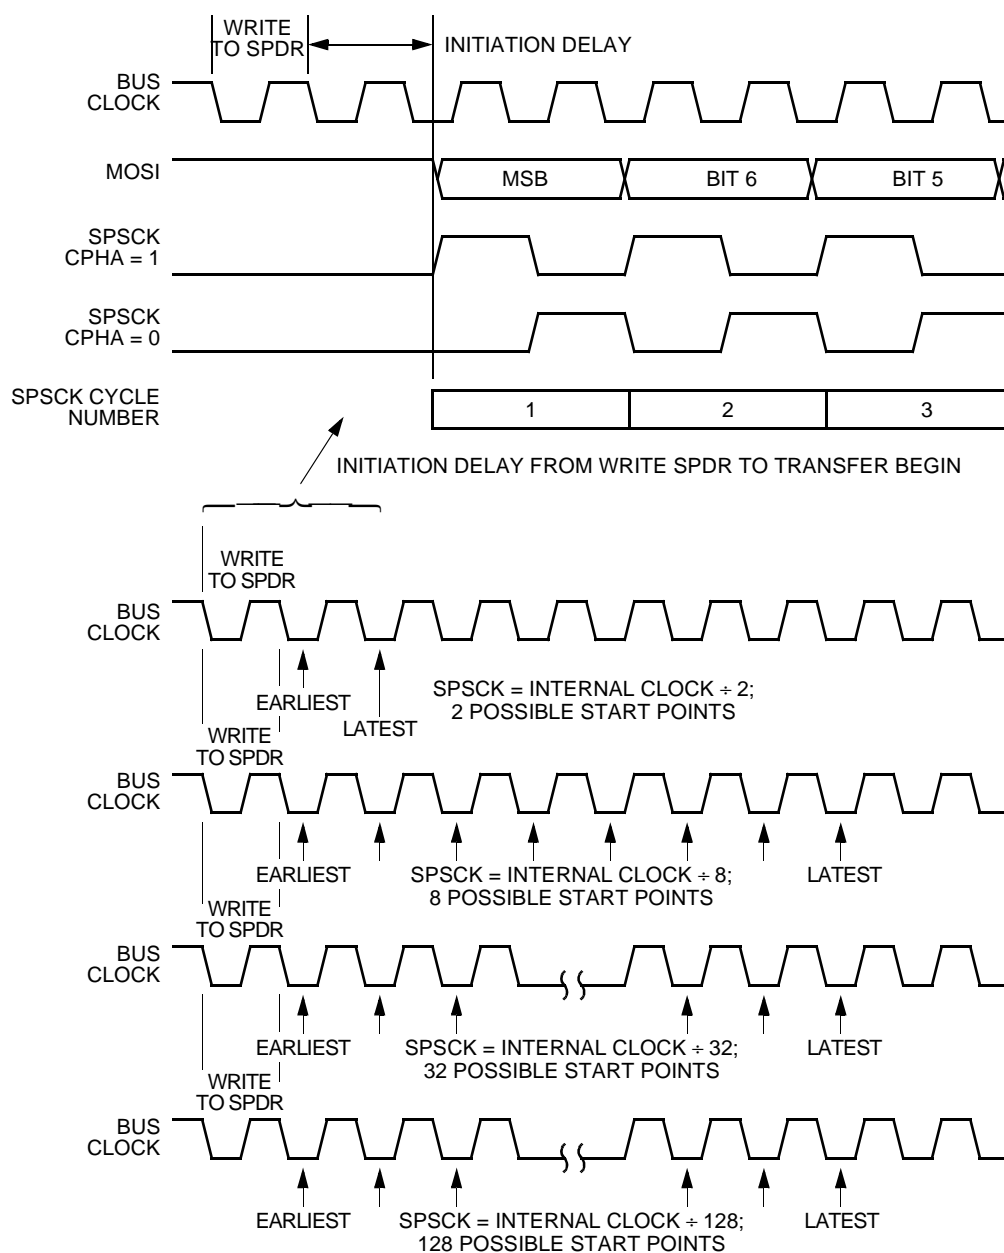 WRITE
TO SPDR
INITIATION DELAY
BUS
CLOCK
MOSI
MSB
BIT 6
BIT 5
SPSCK
CPHA = 1
SPSCK
CPHA = 0
SPSCK CYCLE
NUMBER
1
2
3
INITIATION DELAY FROM WRITE SPDR TO TRANSFER BEGIN
WRITE
TO SPDR
BUS
CLOCK
EARLIEST
LATEST
SPSCK = INTERNAL CLOCK ÷ 2;
2 POSSIBLE START POINTS
WRITE
TO SPDR
BUS
CLOCK
EARLIEST
SPSCK = INTERNAL CLOCK ÷ 8;
8 POSSIBLE START POINTS
LATEST
WRITE
TO SPDR
BUS
CLOCK
EARLIEST
SPSCK = INTERNAL CLOCK ÷ 32;
32 POSSIBLE START POINTS
LATEST
WRITE
TO SPDR
BUS
CLOCK
EARLIEST
SPSCK = INTERNAL CLOCK ÷ 128;
128 POSSIBLE START POINTS
LATEST